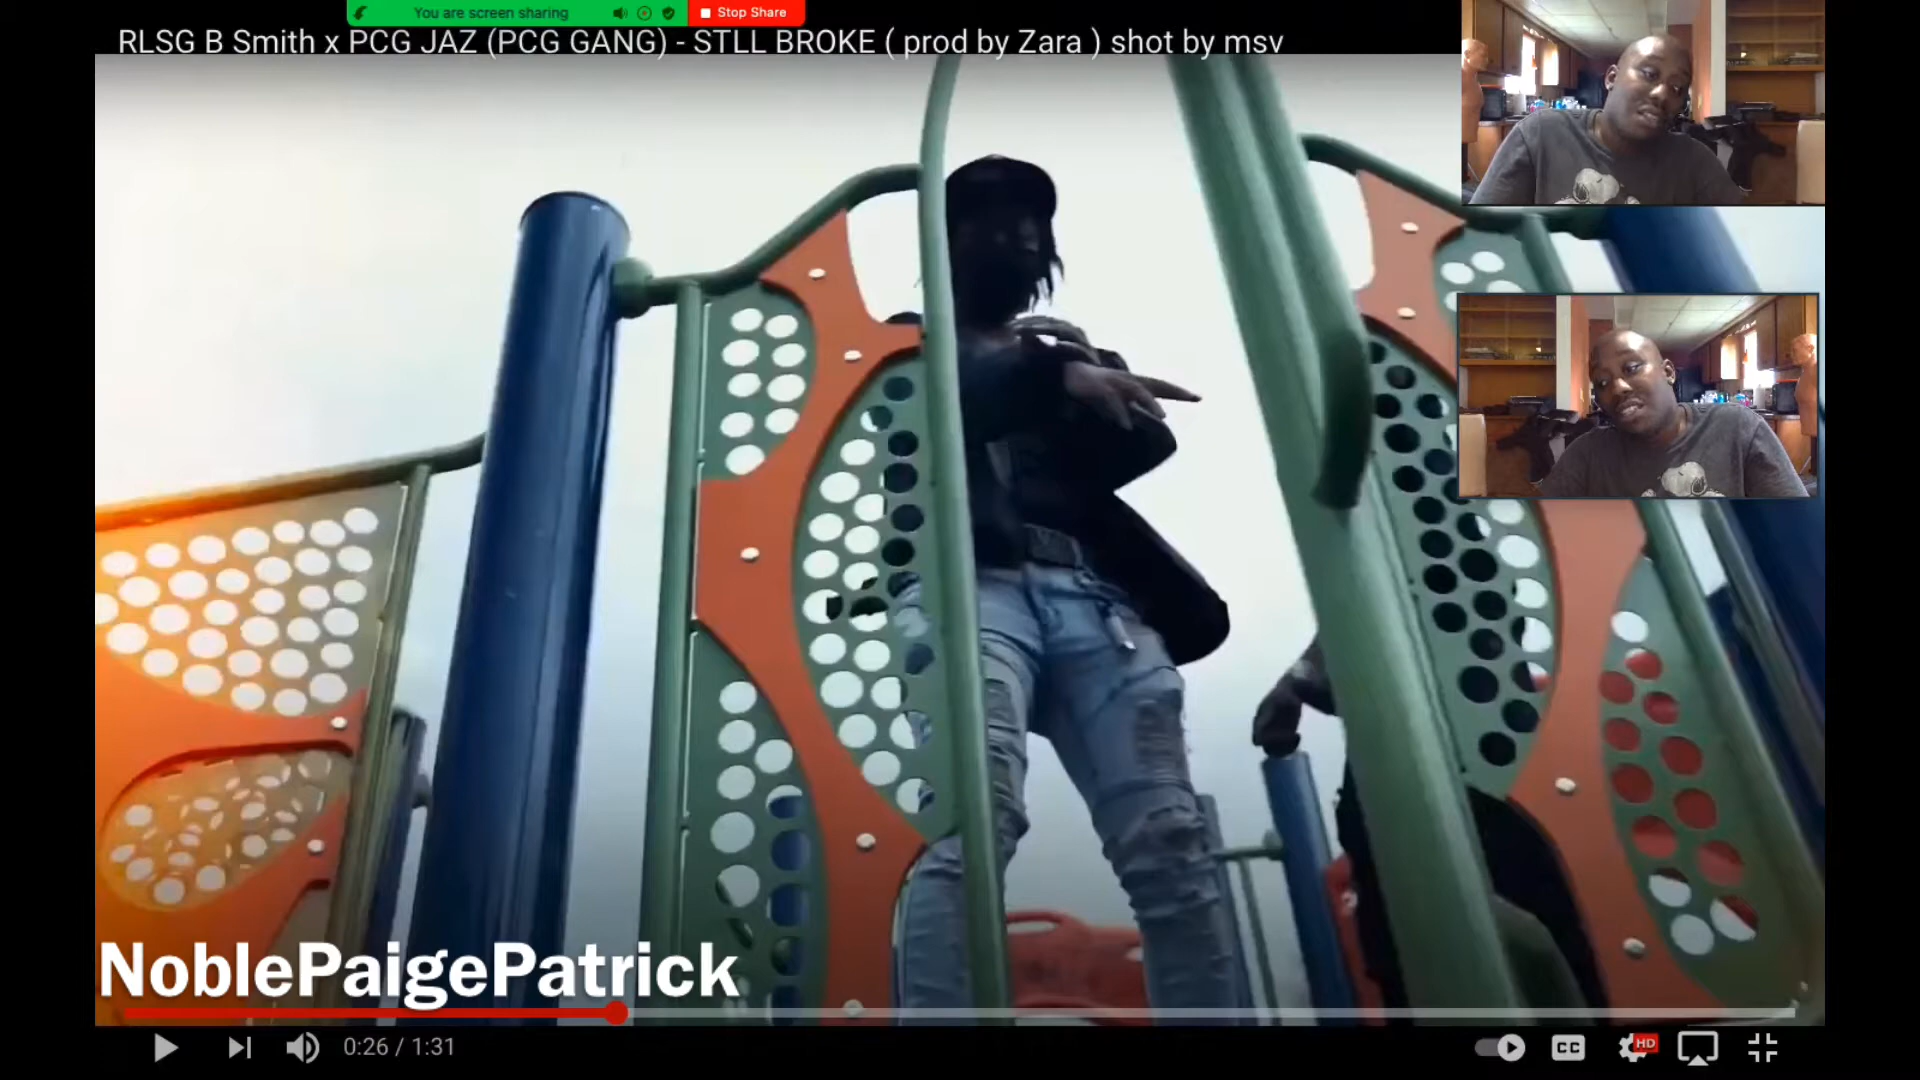 You are screen sharing
Stop Share
RLSG B Smith x PCG JAZ (PCG GANG) - STLL BROKE ( prod by Zara ) shot by msv
NoblePaigePatrick
0:26 / 1:31
CC
HD